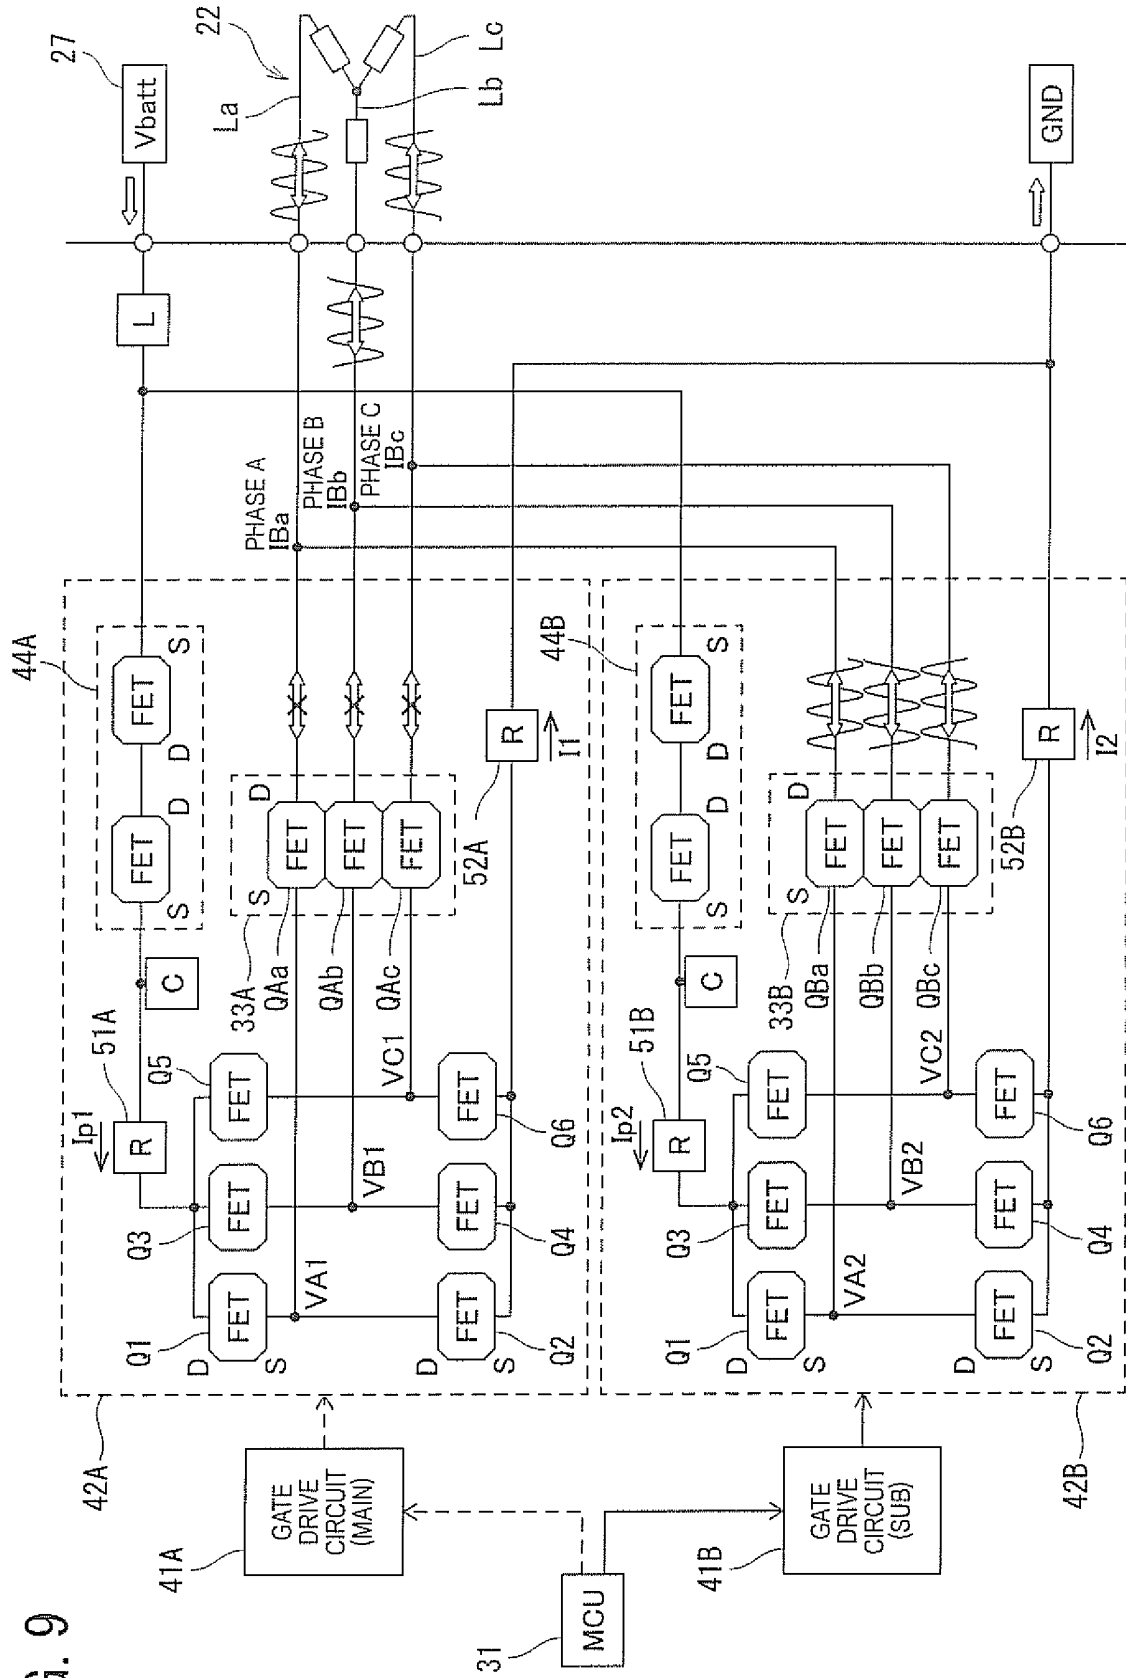 FIG. 9
31
MCU
41A
GATE
DRIVE
CIRCUIT
(MAIN)
41B
GATE
DRIVE
CIRCUIT
(SUB)
42A
Q1
D
FET
S
Q3
FET
Q5
FET
Ip1
R
51A
C
44A
S
FET
D
D
FET
S
VA1
VB1
VC1
33A
S
D
QAa
FET
QAb
FET
QAc
FET
D
FET
S
Q2
FET
Q4
FET
Q6
52A
R
I1
PHASE A
IBa
PHASE B
IBb
PHASE C
IBc
L
Vbatt
27
22
La
Lb
Lc
GND
42B
Q1
D
FET
S
Q3
FET
Q5
FET
Ip2
R
51B
C
44B
S
FET
D
D
FET
S
VA2
VB2
VC2
33B
S
D
QBa
FET
QBb
FET
QBc
FET
D
FET
S
Q2
FET
Q4
FET
Q6
52B
R
I2